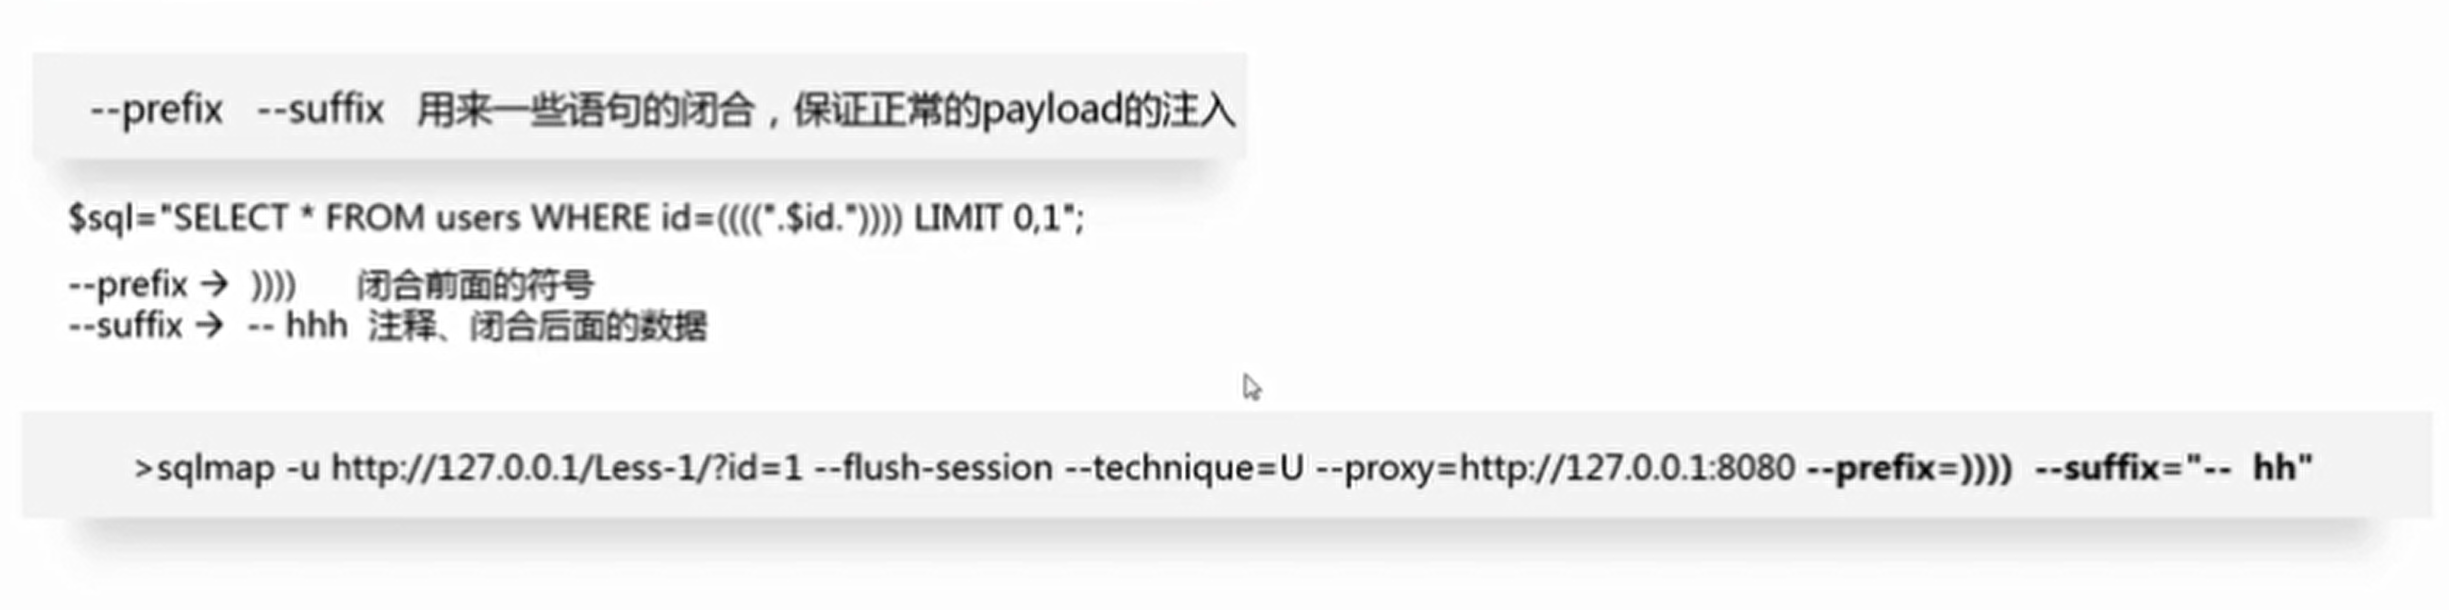 --prefix --suffix 用来一些语句的闭合，保证正常的payload的注入
$sql="SELECT * FROM users WHERE id=((((".$id.")))) LIMIT 0,1";
--prefix → )))) 闭合前面的符号
--suffix → -- hhh 注释、闭合后面的数据
>sqlmap -u http://127.0.0.1/Less-1/?id=1 --flush-session --technique=U --proxy=http://127.0.0.1:8080 --prefix=)))) --suffix="-- hh"